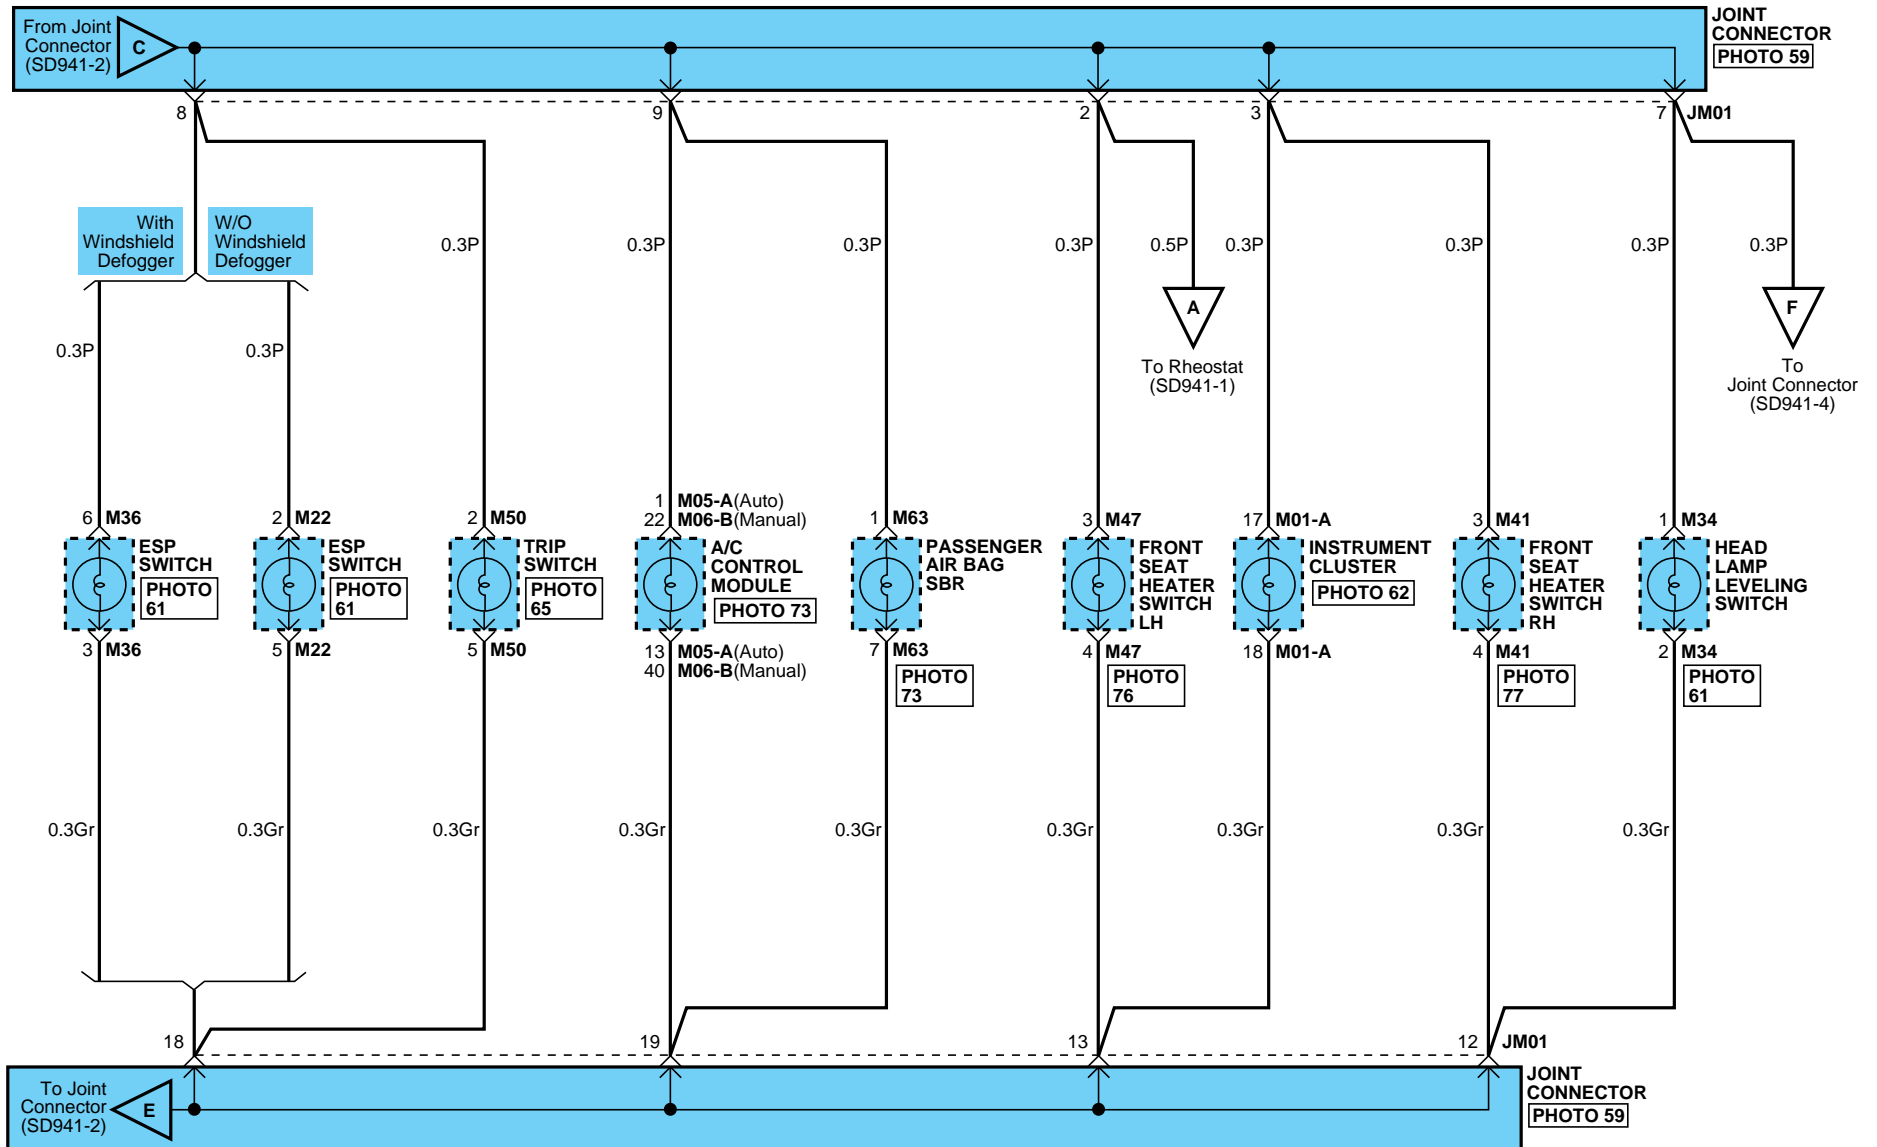 From Joint
Connector
(SD941-2)
C
JOINT
CONNECTOR
PHOTO 59
8
9
2
3
7
JM01
With
Windshield
Defogger
W/O
Windshield
Defogger
0.3P
0.3P
0.3P
0.3P
0.5P
0.3P
0.3P
0.3P
0.3P
0.3P
0.3P
A
To Rheostat
(SD941-1)
F
To
Joint Connector
(SD941-4)
6 M36
ESP
SWITCH
PHOTO
61
3 M36
2 M22
ESP
SWITCH
PHOTO
61
5 M22
2 M50
TRIP
SWITCH
PHOTO
65
5 M50
1 M05-A(Auto)
22 M06-B(Manual)
A/C
CONTROL
MODULE
PHOTO 73
13 M05-A(Auto)
40 M06-B(Manual)
1 M63
PASSENGER
AIR BAG
SBR
7 M63
PHOTO
73
3 M47
FRONT
SEAT
HEATER
SWITCH
LH
4 M47
PHOTO
76
17 M01-A
INSTRUMENT
CLUSTER
PHOTO 62
18 M01-A
3 M41
FRONT
SEAT
HEATER
SWITCH
RH
4 M41
PHOTO
77
1 M34
HEAD
LAMP
LEVELING
SWITCH
2 M34
PHOTO
61
0.3Gr
0.3Gr
0.3Gr
0.3Gr
0.3Gr
0.3Gr
0.3Gr
0.3Gr
0.3Gr
18
19
13
12
JM01
To Joint
Connector
(SD941-2)
E
JOINT
CONNECTOR
PHOTO 59